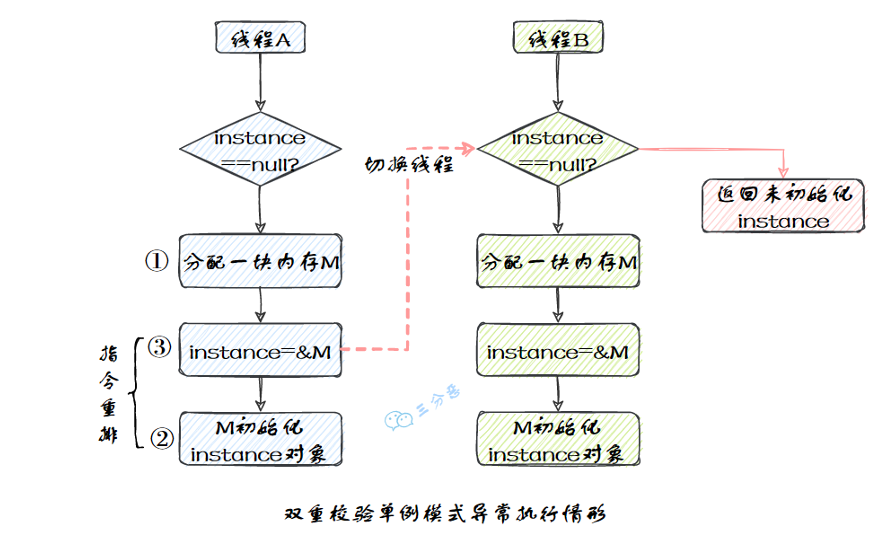 线程A
线程B
instance
==null?
切换线程
instance
==null?
返回未初始化
instance
①
分配一块内存M
分配一块内存M
指令重排
③
instance=&M
instance=&M
三分恶
②
M初始化
instance对象
M初始化
instance对象
双重校验单例模式异常执行情形